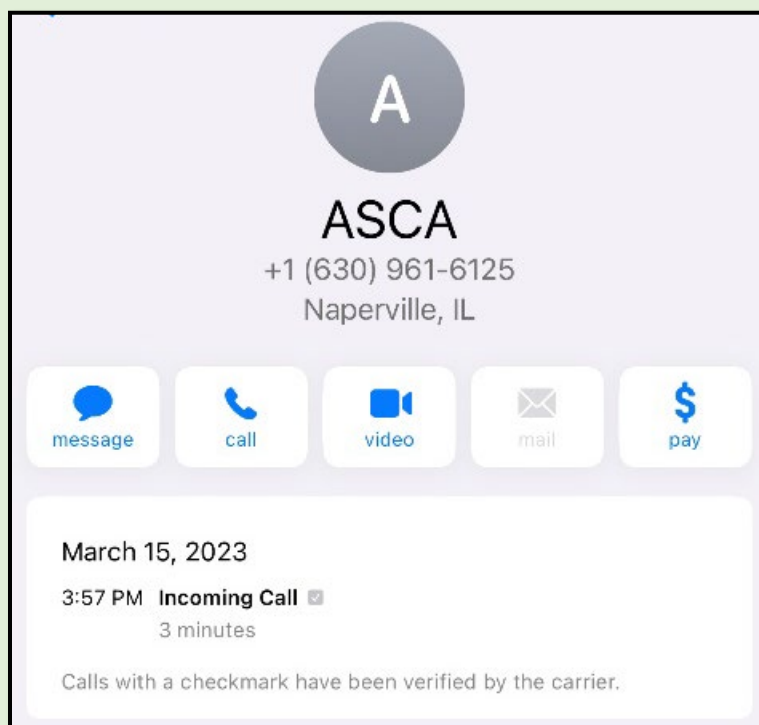 A
ASCA
+1 (630) 961-6125
Naperville, IL
message call video mail pay
March 15, 2023
3:57 PM Incoming Call
3 minutes
Calls with a checkmark have been verified by the carrier.